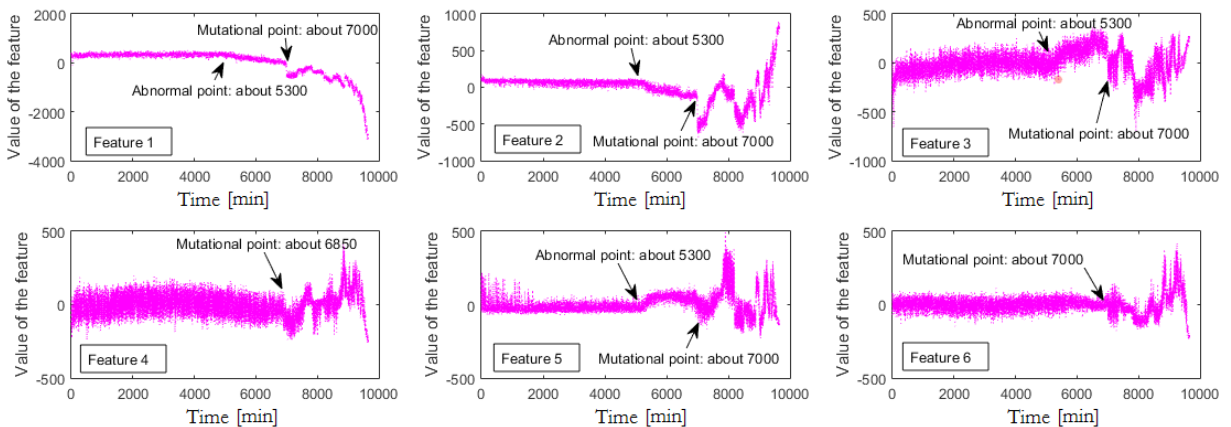 Value of the feature
2000
0
-2000
-4000
Mutational point: about 7000
Abnormal point: about 5300
Feature 1
0
2000
4000
6000
8000
10000
Time [min]
Value of the feature
1000
500
0
-500
-1000
Abnormal point: about 5300
Mutational point: about 7000
Feature 2
0
2000
4000
6000
8000
10000
Time [min]
Value of the feature
500
0
-500
-1000
Abnormal point: about 5300
Mutational point: about 7000
Feature 3
0
2000
4000
6000
8000
10000
Time [min]
Value of the feature
500
0
-500
Mutational point: about 6850
Feature 4
0
2000
4000
6000
8000
10000
Time [min]
Value of the feature
500
0
-500
Abnormal point: about 5300
Mutational point: about 7000
Feature 5
0
2000
4000
6000
8000
10000
Time [min]
Value of the feature
500
0
-500
Mutational point: about 7000
Feature 6
0
2000
4000
6000
8000
10000
Time [min]